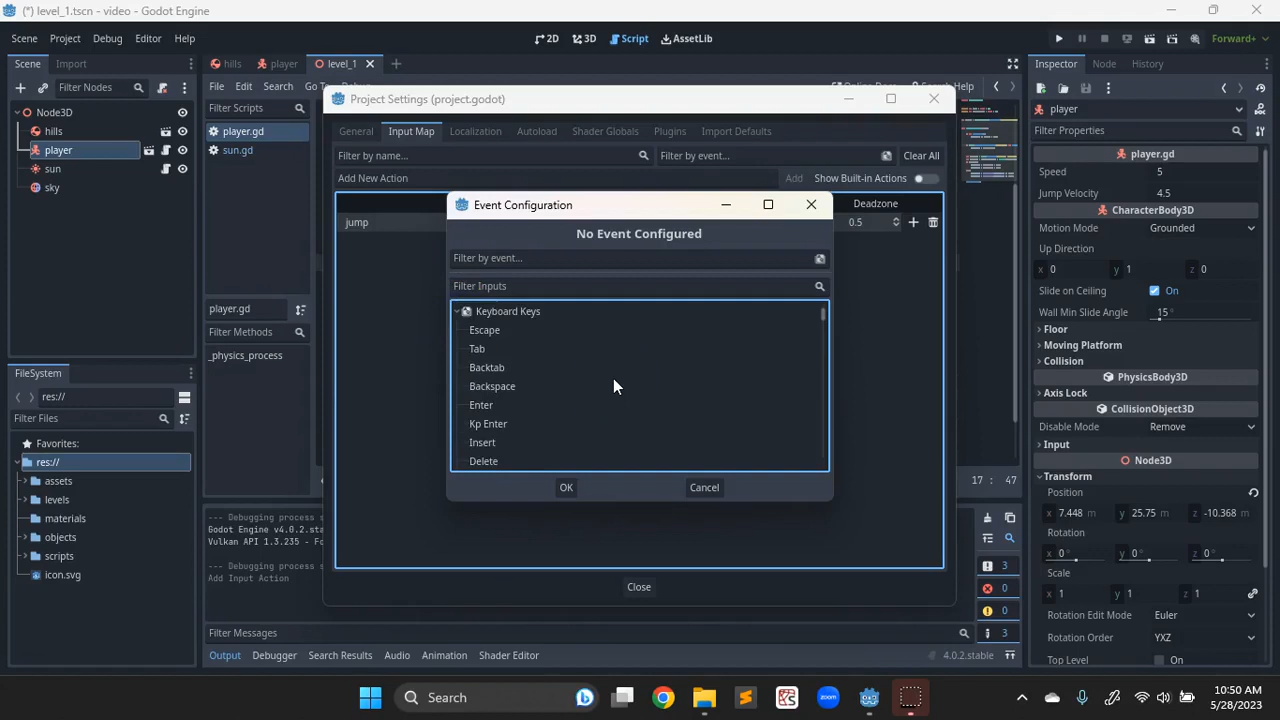 (*) level_1.tscn - video - Godot Engine
Scene Project Debug Editor Help
2D 3D Script AssetLib
Forward+
Scene Import
hills player level_1
Inspector Node History
Filter Nodes
File Edit Search Go To Debug
Online Docs Search Help
Project Settings (project.godot)
Node3D
hills
player
sun
sky
Filter Scripts
player.gd
sun.gd
player.gd
Filter Methods
_physics_process
General Input Map Localization Autoload Shader Globals Plugins Import Defaults
Filter by name... Filter by event... Clear All
Add New Action Add Show Built-in Actions
Deadzone
jump 0.5
Event Configuration
No Event Configured
Filter by event...
Filter Inputs
Keyboard Keys
Escape
Tab
Backtab
Backspace
Enter
Kp Enter
Insert
Delete
OK Cancel
Close
17 : 47
FileSystem
res://
Filter Files
Favorites:
res://
assets
levels
materials
objects
scripts
icon.svg
--- Debugging process s
Godot Engine v4.0.2.sta
Vulkan API 1.3.235 - Fo
--- Debugging process s
Add Input Action
3
0
0
3
Filter Messages
Output Debugger Search Results Audio Animation Shader Editor
4.0.2.stable
player
Filter Properties
player.gd
Speed 5
Jump Velocity 4.5
CharacterBody3D
Motion Mode Grounded
Up Direction
x 0 y 1 z 0
Slide on Ceiling On
Wall Min Slide Angle 15°
Floor
Moving Platform
Collision
PhysicsBody3D
Axis Lock
CollisionObject3D
Disable Mode Remove
Input
Node3D
Transform
Position
x 7.448 m y 25.75 m z -10.368 m
Rotation
x 0° y 0° z 0°
Scale
x 1 y 1 z 1
Rotation Edit Mode Euler
Rotation Order YXZ
Top Level On
Search
10:50 AM
5/28/2023